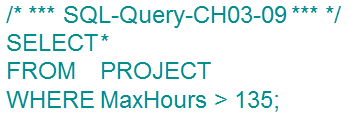 /* *** SQL-Query-CH03-09 *** */
SELECT*
FROM PROJECT
WHERE MaxHours > 135;